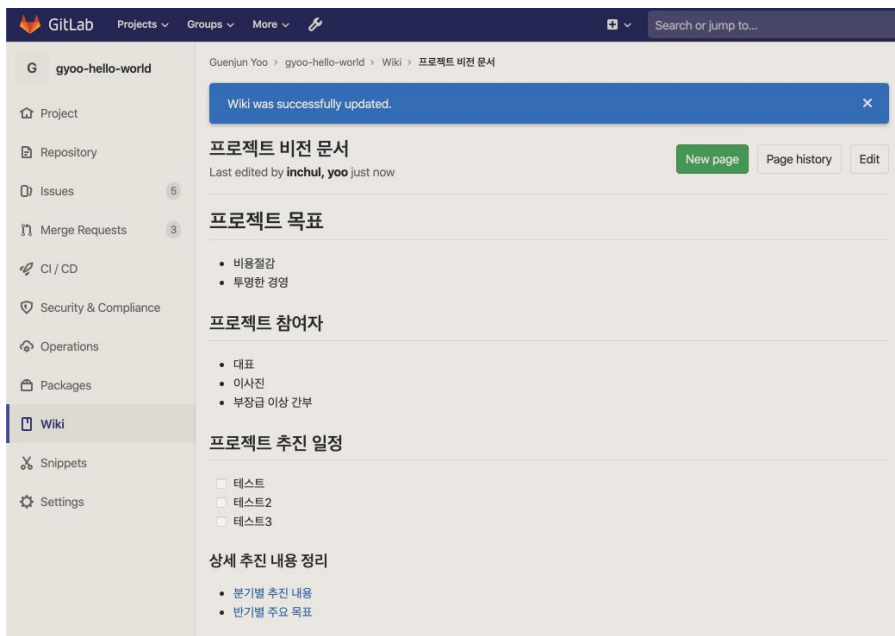 GitLab Projects Groups More Search or jump to...
G gyoo-hello-world
Guenjun Yoo > gyoo-hello-world > Wiki > 프로젝트 비전 문서
Project
Repository
Issues 5
Merge Requests 3
CI / CD
Security & Compliance
Operations
Packages
Wiki
Snippets
Settings
Wiki was successfully updated.
프로젝트 비전 문서
Last edited by inchul, yoo just now
New page Page history Edit
프로젝트 목표
비용절감
투명한 경영
프로젝트 참여자
대표
이사진
부장급 이상 간부
프로젝트 추진 일정
테스트
테스트2
테스트3
상세 추진 내용 정리
분기별 추진 내용
반기별 주요 목표